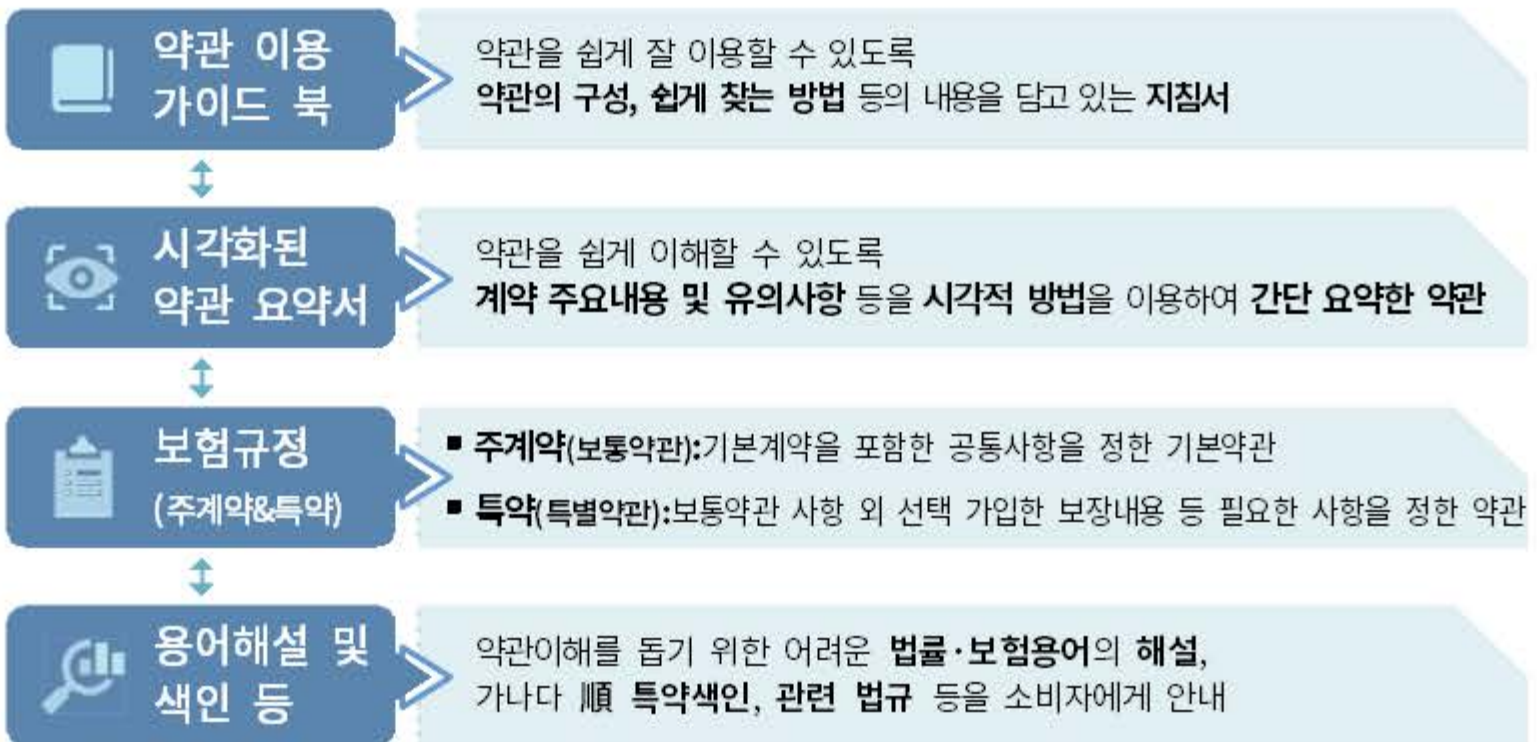 약관 이용
가이드 북
약관을 쉽게 잘 이용할 수 있도록
약관의 구성, 쉽게 찾는 방법 등의 내용을 담고 있는 지침서
시각화된
약관 요약서
약관을 쉽게 이해할 수 있도록
계약 주요내용 및 유의사항 등을 시각적 방법을 이용하여 간단 요약한 약관
보험규정
(주계약&특약)
▪ 주계약(보통약관):기본계약을 포함한 공통사항을 정한 기본약관
▪ 특약(특별약관):보통약관 사항 외 선택 가입한 보장내용 등 필요한 사항을 정한 약관
용어해설 및
색인 등
약관이해를 돕기 위한 어려운 법률·보험용어의 해설,
가나다 順 특약색인, 관련 법규 등을 소비자에게 안내